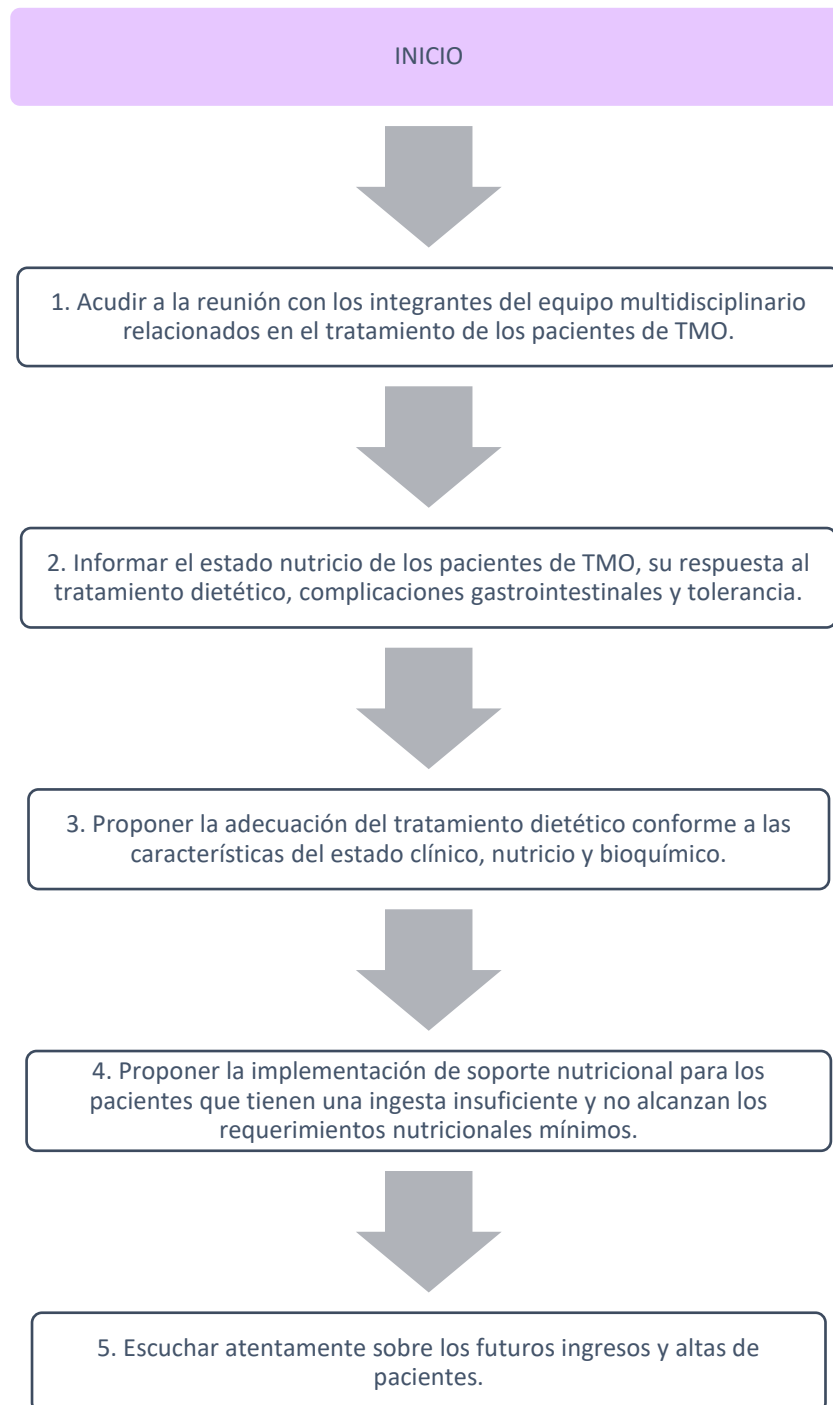 INICIO
1. Acudir a la reunión con los integrantes del equipo multidisciplinario
relacionados en el tratamiento de los pacientes de TMO.
2. Informar el estado nutricio de los pacientes de TMO, su respuesta al
tratamiento dietético, complicaciones gastrointestinales y tolerancia.
3. Proponer la adecuación del tratamiento dietético conforme a las
características del estado clínico, nutricio y bioquímico.
4. Proponer la implementación de soporte nutricional para los
pacientes que tienen una ingesta insuficiente y no alcanzan los
requerimientos nutricionales mínimos.
5. Escuchar atentamente sobre los futuros ingresos y altas de
pacientes.